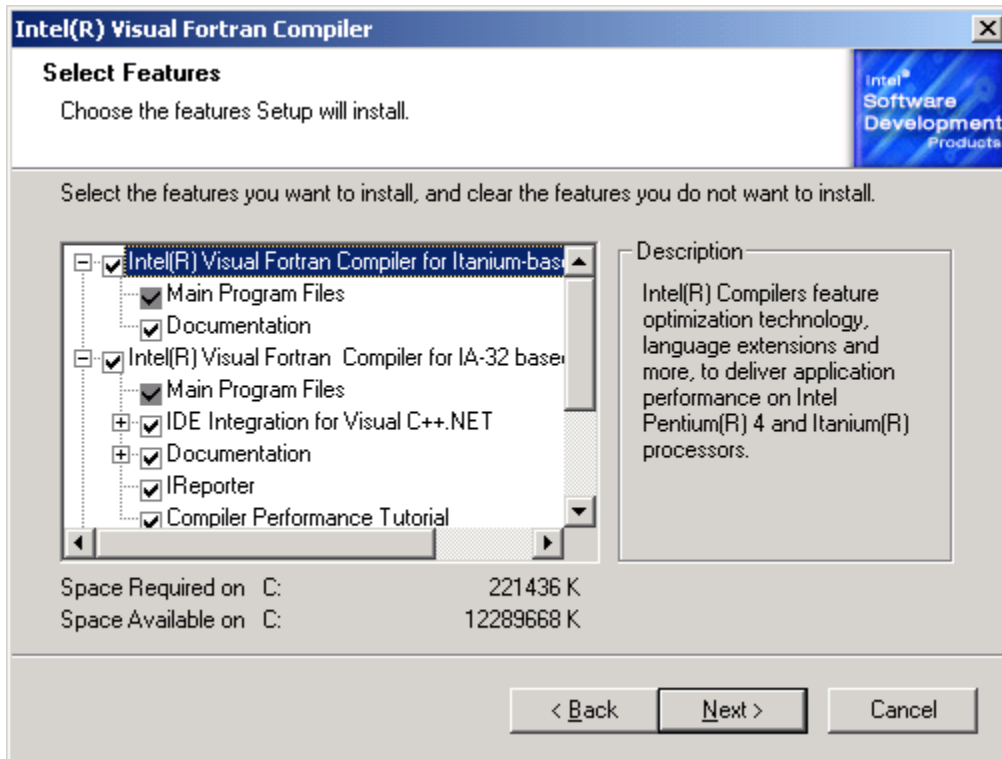 Intel(R) Visual Fortran Compiler
Select Features
Choose the features Setup will install.
Intel®
Software
Development
Products
Select the features you want to install, and clear the features you do not want to install.
Intel(R) Visual Fortran Compiler for Itanium-base
Main Program Files
Documentation
Intel(R) Visual Fortran  Compiler for IA-32 based
Main Program Files
IDE Integration for Visual C++.NET
Documentation
IReporter
Compiler Performance Tutorial
Description
Intel(R) Compilers feature
optimization technology,
language extensions and
more, to deliver application
performance on Intel
Pentium(R) 4 and Itanium(R)
processors.
Space Required on  C: 221436 K
Space Available on  C: 12289668 K
< Back
Next >
Cancel